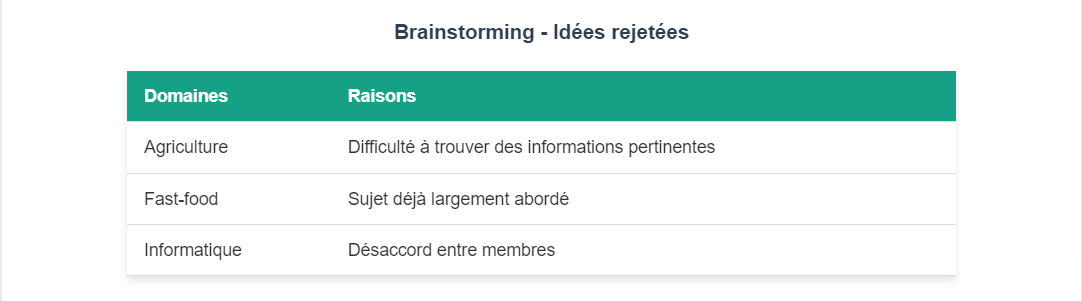 Brainstorming - Idées rejetées
Domaines Raisons
Agriculture Difficulté à trouver des informations pertinentes
Fast-food Sujet déjà largement abordé
Informatique Désaccord entre membres